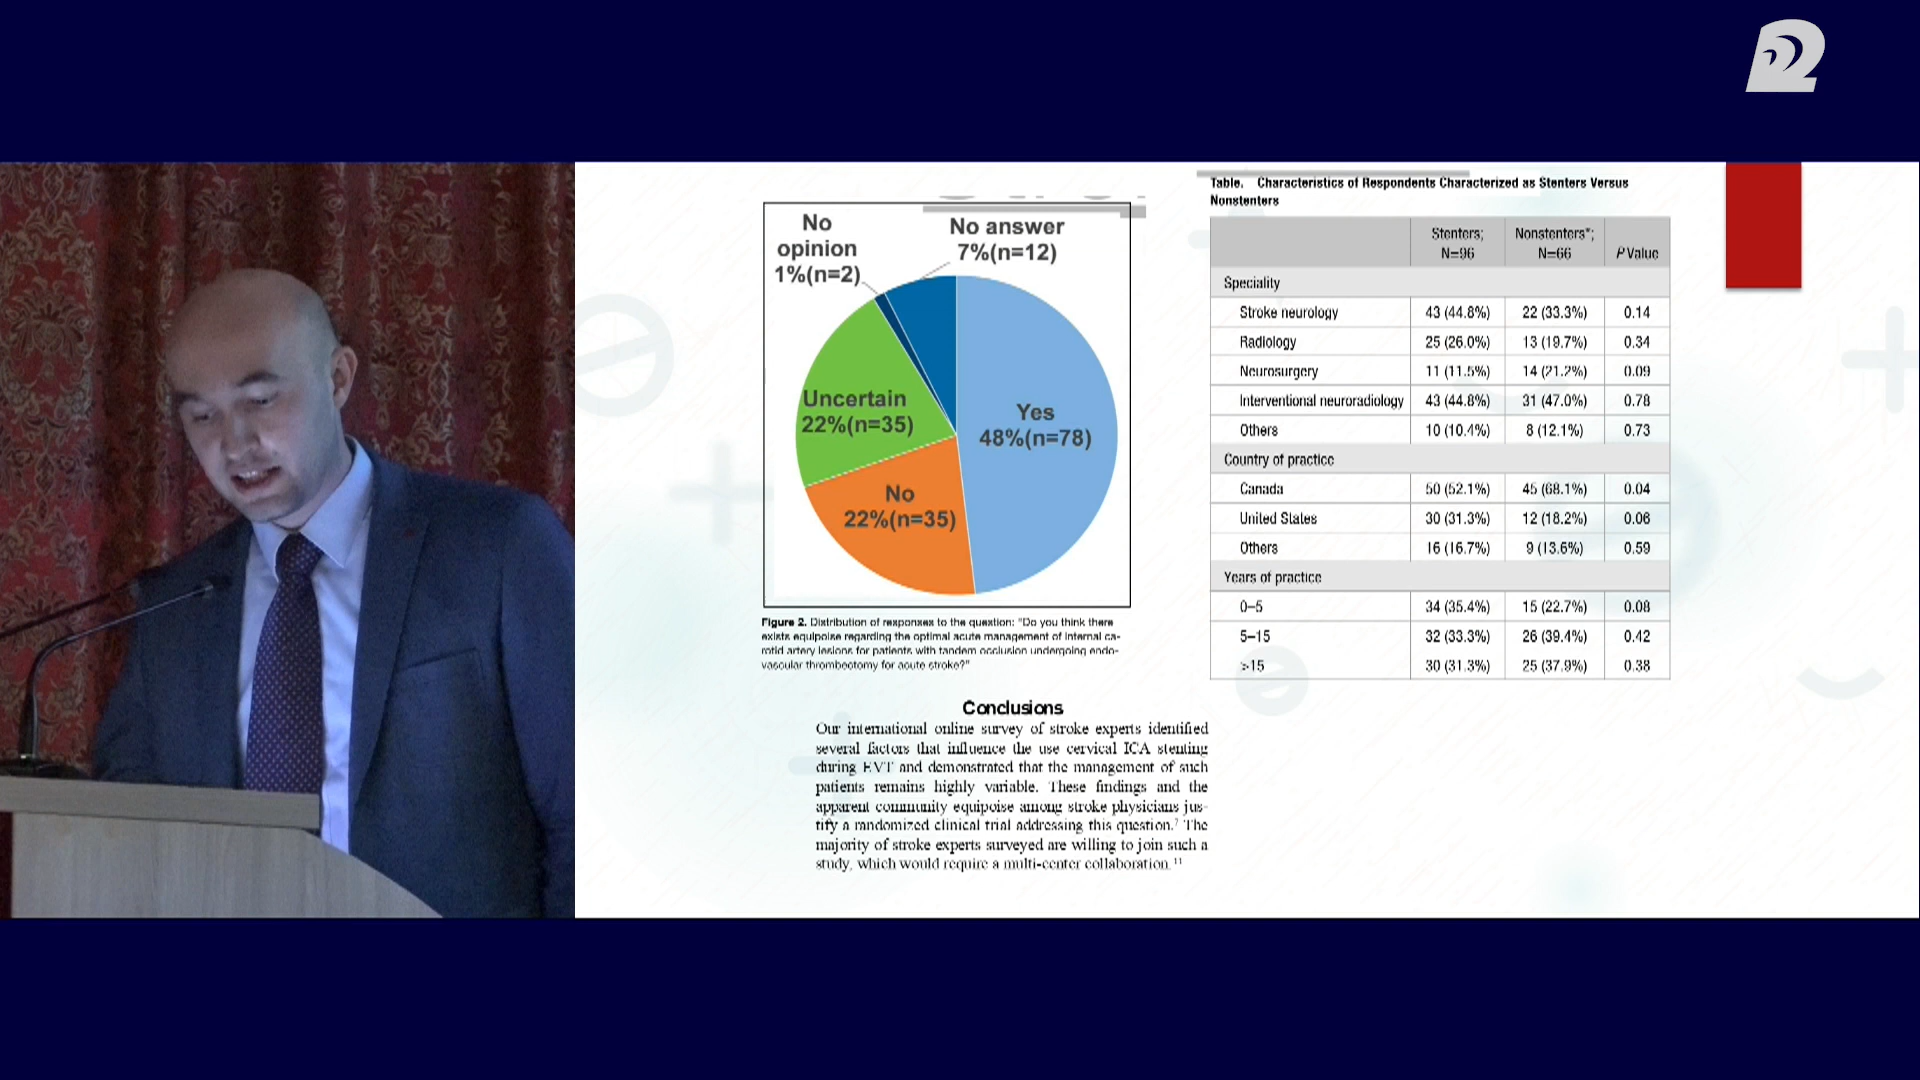 No
opinion
1%(n=2)
No answer
7%(n=12)
Uncertain
22%(n=35)
Yes
48%(n=78)
No
22%(n=35)
Figure 2. Distribution of responses to the question: "Do you think there
exists equipoise regarding the optimal acute management of internal ca-
rotid artery lesions for patients with tandem occlusion undergoing endo-
vascular thrombectomy for acute stroke?"
Conclusions
Our international online survey of stroke experts identified
several factors that influence the use cervical ICA stenting
during EVT and demonstrated that the management of such
patients remains highly variable. These findings and the
apparent community equipoise among stroke physicians jus-
tify a randomized clinical trial addressing this question.7 The
majority of stroke experts surveyed are willing to join such a
study, which would require a multi-center collaboration.11
Table. Characteristics of Respondents Characterized as Stenters Versus
Nonstenters
Stenters; N=96 Nonstenters*; N=66 P Value
Speciality
Stroke neurology 43 (44.8%) 22 (33.3%) 0.14
Radiology 25 (26.0%) 13 (19.7%) 0.34
Neurosurgery 11 (11.5%) 14 (21.2%) 0.09
Interventional neuroradiology 43 (44.8%) 31 (47.0%) 0.78
Others 10 (10.4%) 8 (12.1%) 0.73
Country of practice
Canada 50 (52.1%) 45 (68.1%) 0.04
United States 30 (31.3%) 12 (18.2%) 0.06
Others 16 (16.7%) 9 (13.6%) 0.59
Years of practice
0–5 34 (35.4%) 15 (22.7%) 0.08
5–15 32 (33.3%) 26 (39.4%) 0.42
>15 30 (31.3%) 25 (37.9%) 0.38